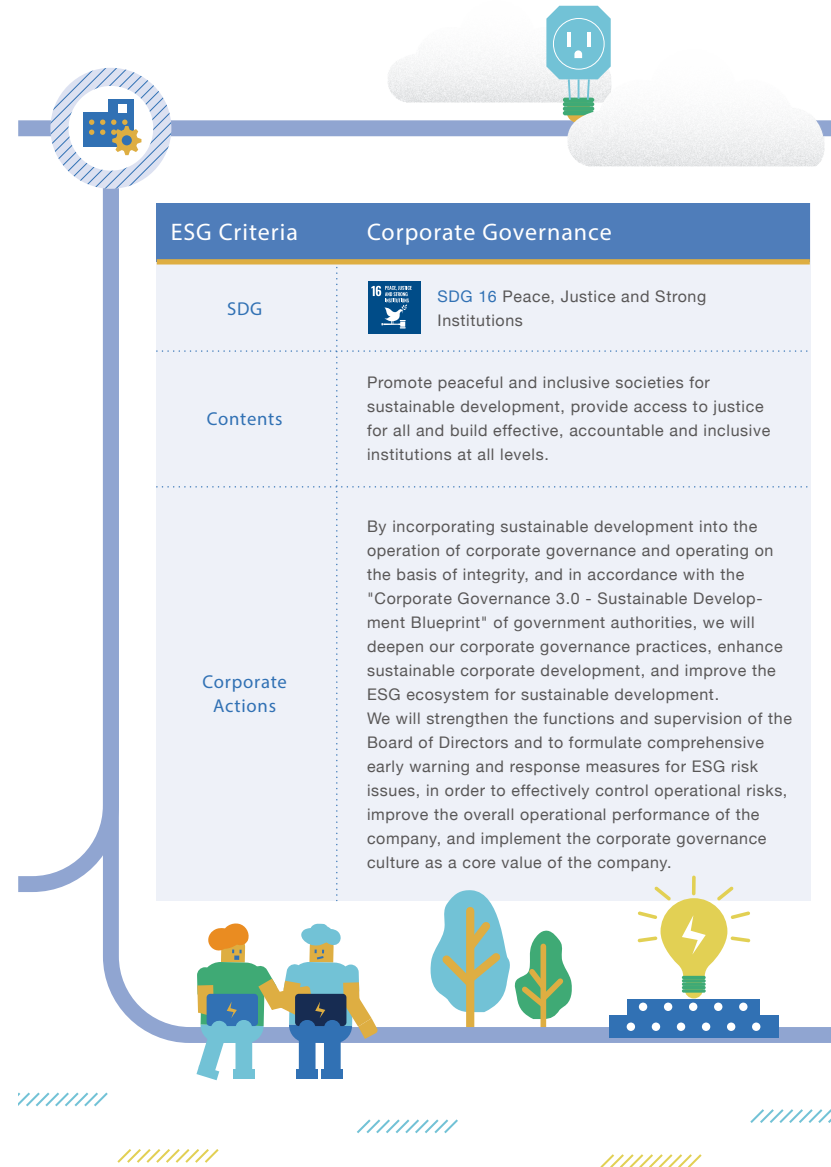 ESG Criteria
Corporate Governance
SDG
16 PEACE, JUSTICE
AND STRONG
INSTITUTIONS
SDG 16 Peace, Justice and Strong
Institutions
Contents
Promote peaceful and inclusive societies for
sustainable development, provide access to justice
for all and build effective, accountable and inclusive
institutions at all levels.
Corporate
Actions
By incorporating sustainable development into the
operation of corporate governance and operating on
the basis of integrity, and in accordance with the
"Corporate Governance 3.0 - Sustainable Develop-
ment Blueprint" of government authorities, we will
deepen our corporate governance practices, enhance
sustainable corporate development, and improve the
ESG ecosystem for sustainable development.
We will strengthen the functions and supervision of the
Board of Directors and to formulate comprehensive
early warning and response measures for ESG risk
issues, in order to effectively control operational risks,
improve the overall operational performance of the
company, and implement the corporate governance
culture as a core value of the company.